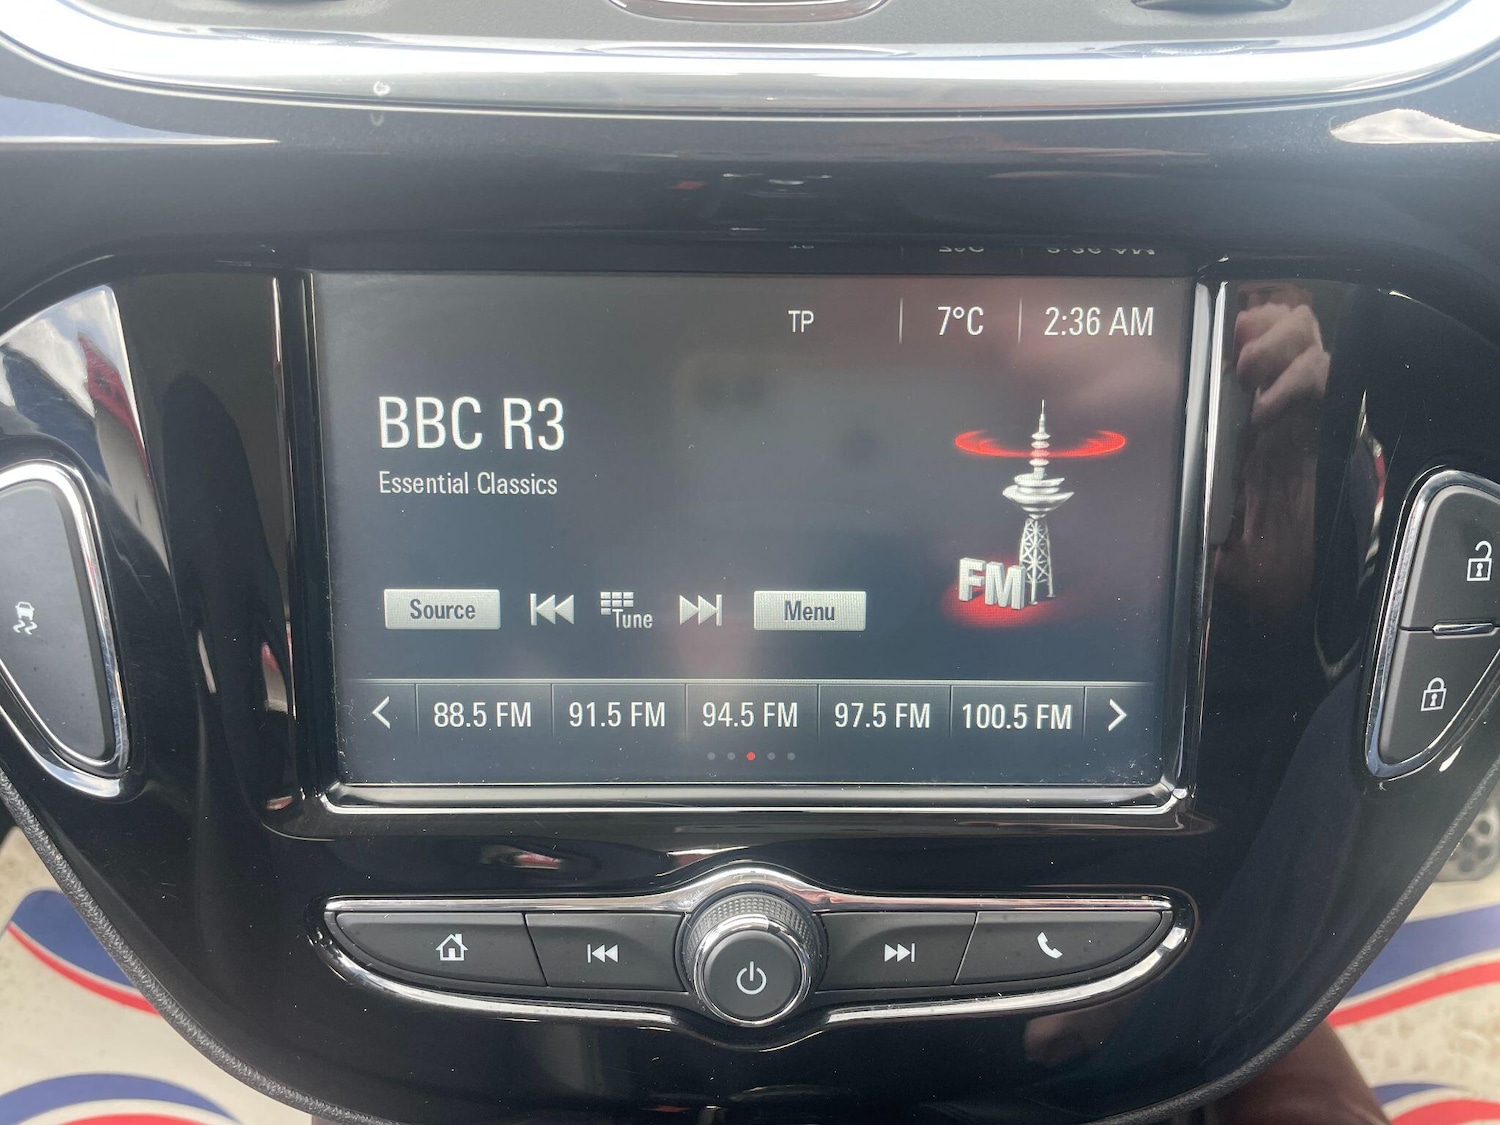 TP 7°C 2:36 AM
BBC R3
Essential Classics
FM
Source Tune Menu
88.5 FM 91.5 FM 94.5 FM 97.5 FM 100.5 FM